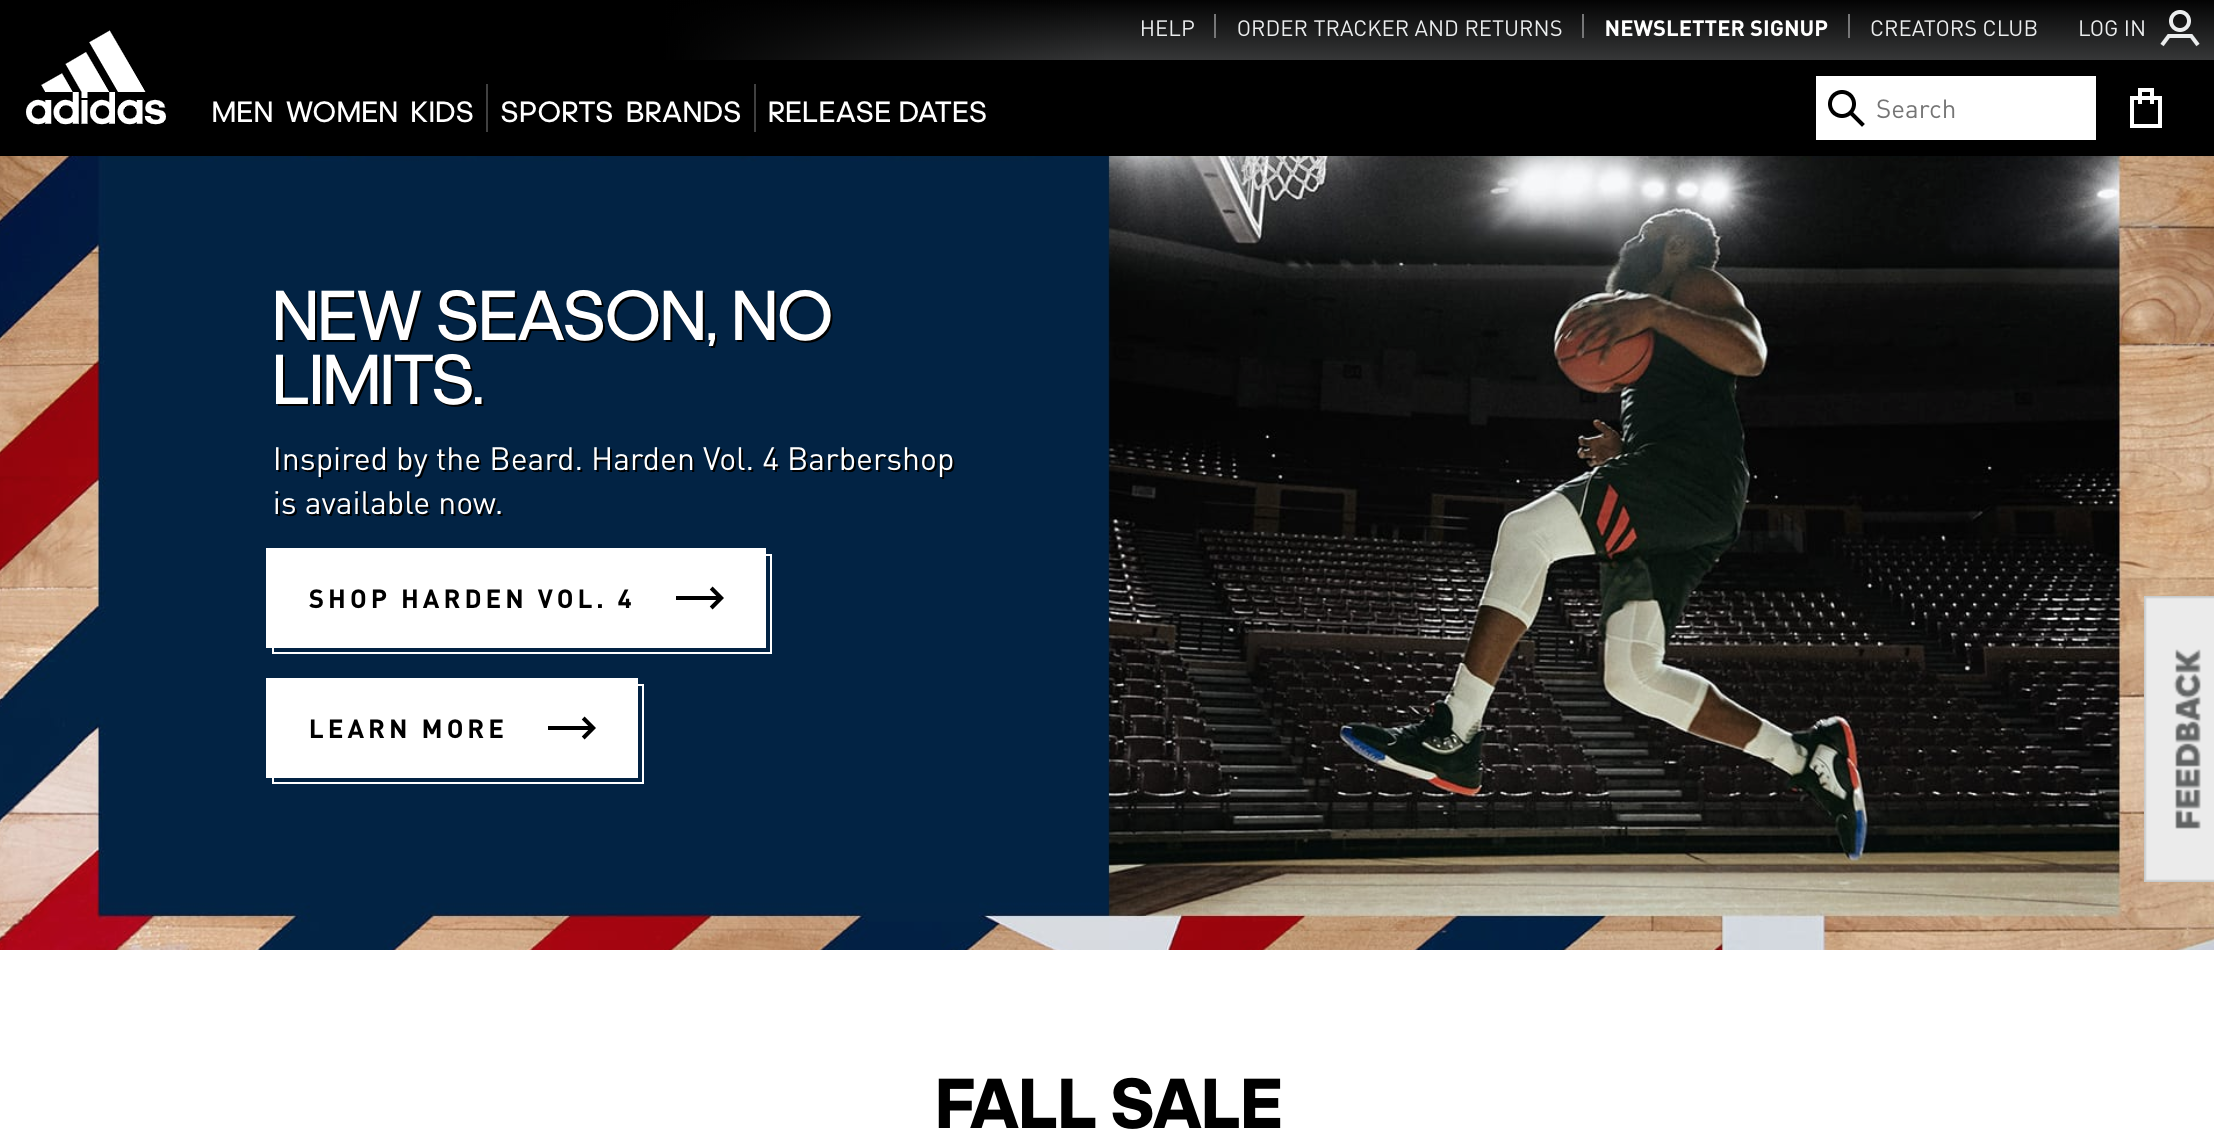 HELP
ORDER TRACKER AND RETURNS
NEWSLETTER SIGNUP
CREATORS CLUB
LOG IN
adidas
MEN WOMEN KIDS
SPORTS BRANDS
RELEASE DATES
Search
NEW SEASON, NO
LIMITS.
Inspired by the Beard. Harden Vol. 4 Barbershop
is available now.
SHOP HARDEN VOL. 4
LEARN MORE
FEEDBACK
FALL SALE